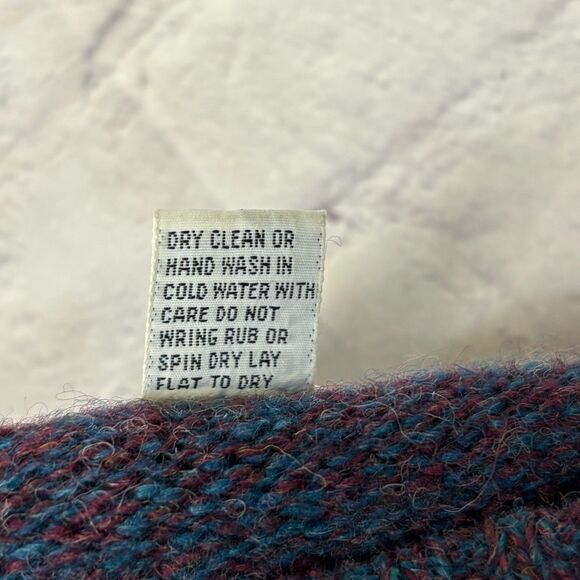 DRY CLEAN OR
HAND WASH IN
COLD WATER WITH
CARE DO NOT
WRING RUB OR
SPIN DRY LAY
FLAT TO DRY